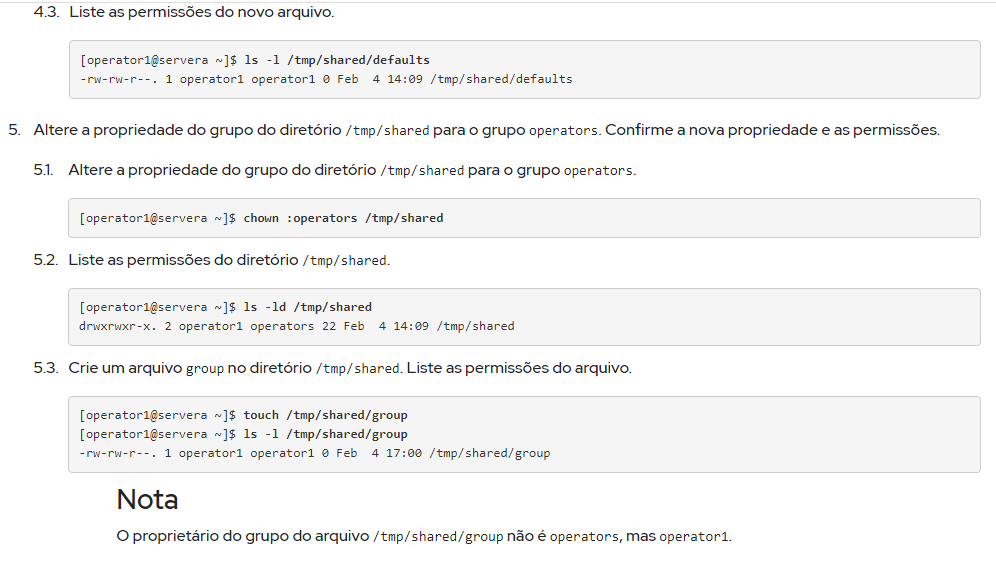 4.3. Liste as permissões do novo arquivo.
[operator1@servera ~]$ ls -l /tmp/shared/defaults
-rw-rw-r--. 1 operator1 operator1 0 Feb  4 14:09 /tmp/shared/defaults
5. Altere a propriedade do grupo do diretório /tmp/shared para o grupo operators. Confirme a nova propriedade e as permissões.
5.1. Altere a propriedade do grupo do diretório /tmp/shared para o grupo operators.
[operator1@servera ~]$ chown :operators /tmp/shared
5.2. Liste as permissões do diretório /tmp/shared.
[operator1@servera ~]$ ls -ld /tmp/shared
drwxrwxr-x. 2 operator1 operators 22 Feb  4 14:09 /tmp/shared
5.3. Crie um arquivo group no diretório /tmp/shared. Liste as permissões do arquivo.
[operator1@servera ~]$ touch /tmp/shared/group
[operator1@servera ~]$ ls -l /tmp/shared/group
-rw-rw-r--. 1 operator1 operator1 0 Feb  4 17:00 /tmp/shared/group
Nota
O proprietário do grupo do arquivo /tmp/shared/group não é operators, mas operator1.